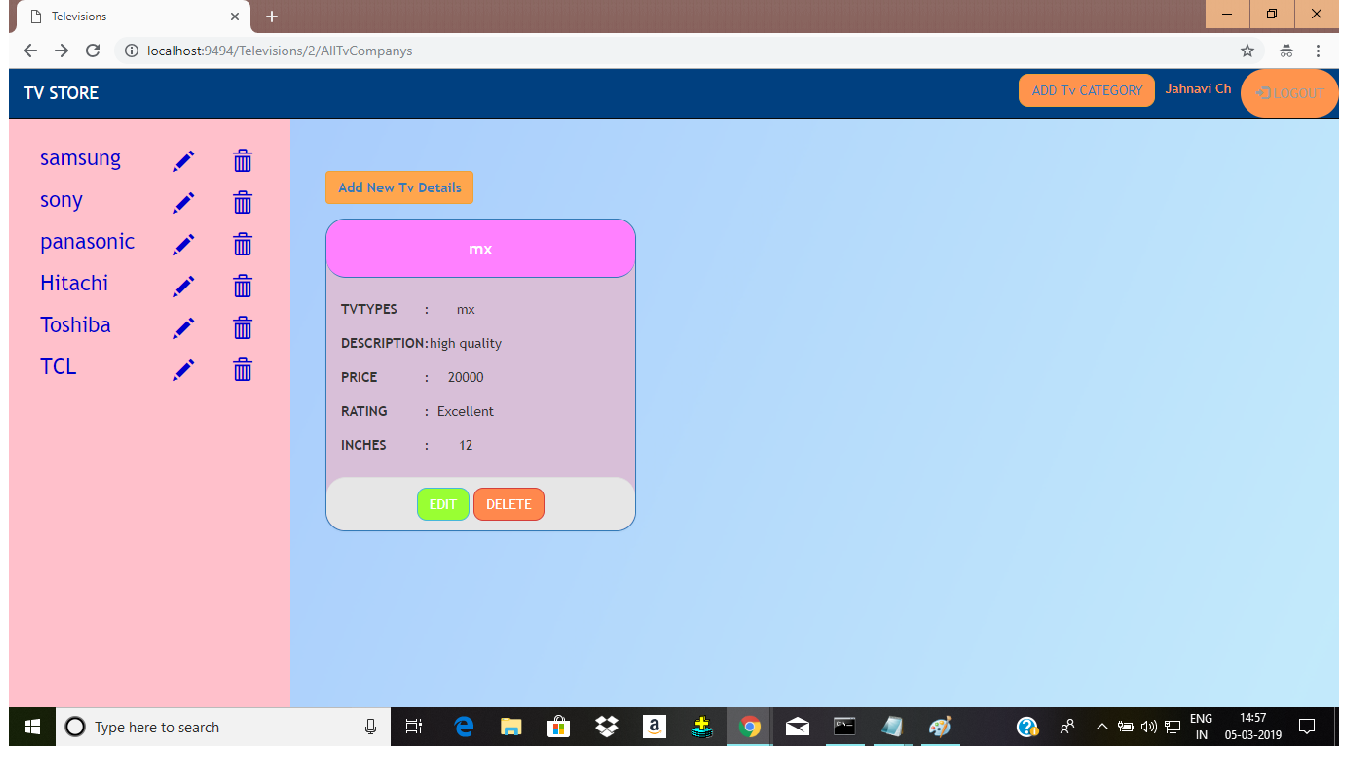 Televisions
localhost:9494/Televisions/2/AllTvCompanys
TV STORE
ADD Tv CATEGORY
Jahnavi Ch
LOGOUT
samsung
sony
panasonic
Hitachi
Toshiba
TCL
Add New Tv Details
mx
TVTYPES : mx
DESCRIPTION:high quality
PRICE : 20000
RATING : Excellent
INCHES : 12
EDIT DELETE
Type here to search
a
ENG
IN
14:57
05-03-2019